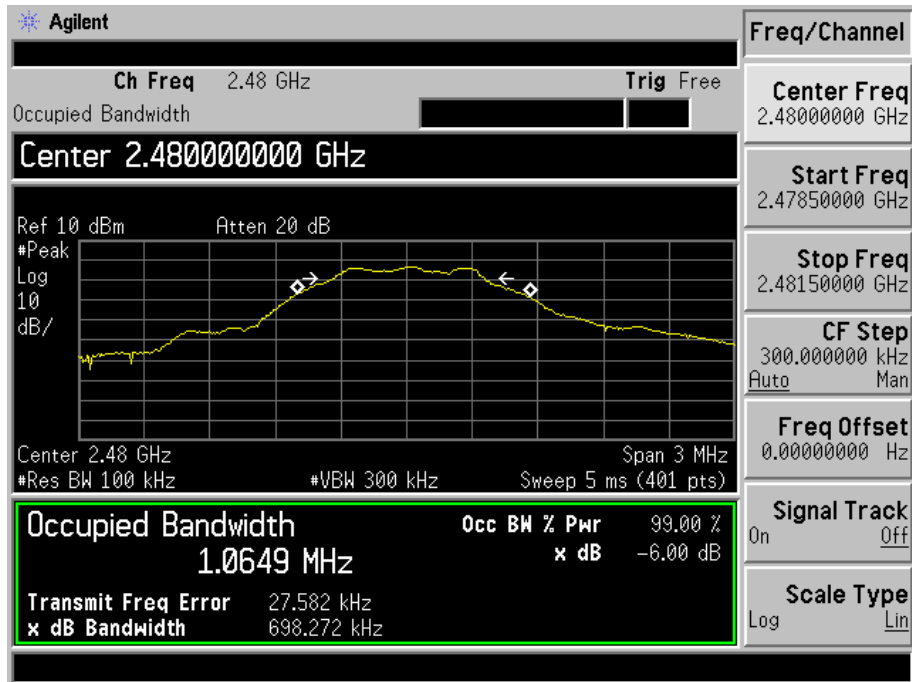 Agilent
Freq/Channel
Ch Freq 2.48 GHz Trig Free
Occupied Bandwidth
Center 2.480000000 GHz
Ref 10 dBm Atten 20 dB
#Peak
Log
10
dB/
Center 2.48 GHz Span 3 MHz
#Res BW 100 kHz #VBW 300 kHz Sweep 5 ms (401 pts)
Occupied Bandwidth Occ BW % Pwr 99.00 %
1.0649 MHz x dB -6.00 dB
Transmit Freq Error 27.582 kHz
x dB Bandwidth 698.272 kHz
Center Freq
2.48000000 GHz
Start Freq
2.47850000 GHz
Stop Freq
2.48150000 GHz
CF Step
300.000000 kHz
Auto Man
Freq Offset
0.00000000 Hz
Signal Track
On Off
Scale Type
Log Lin